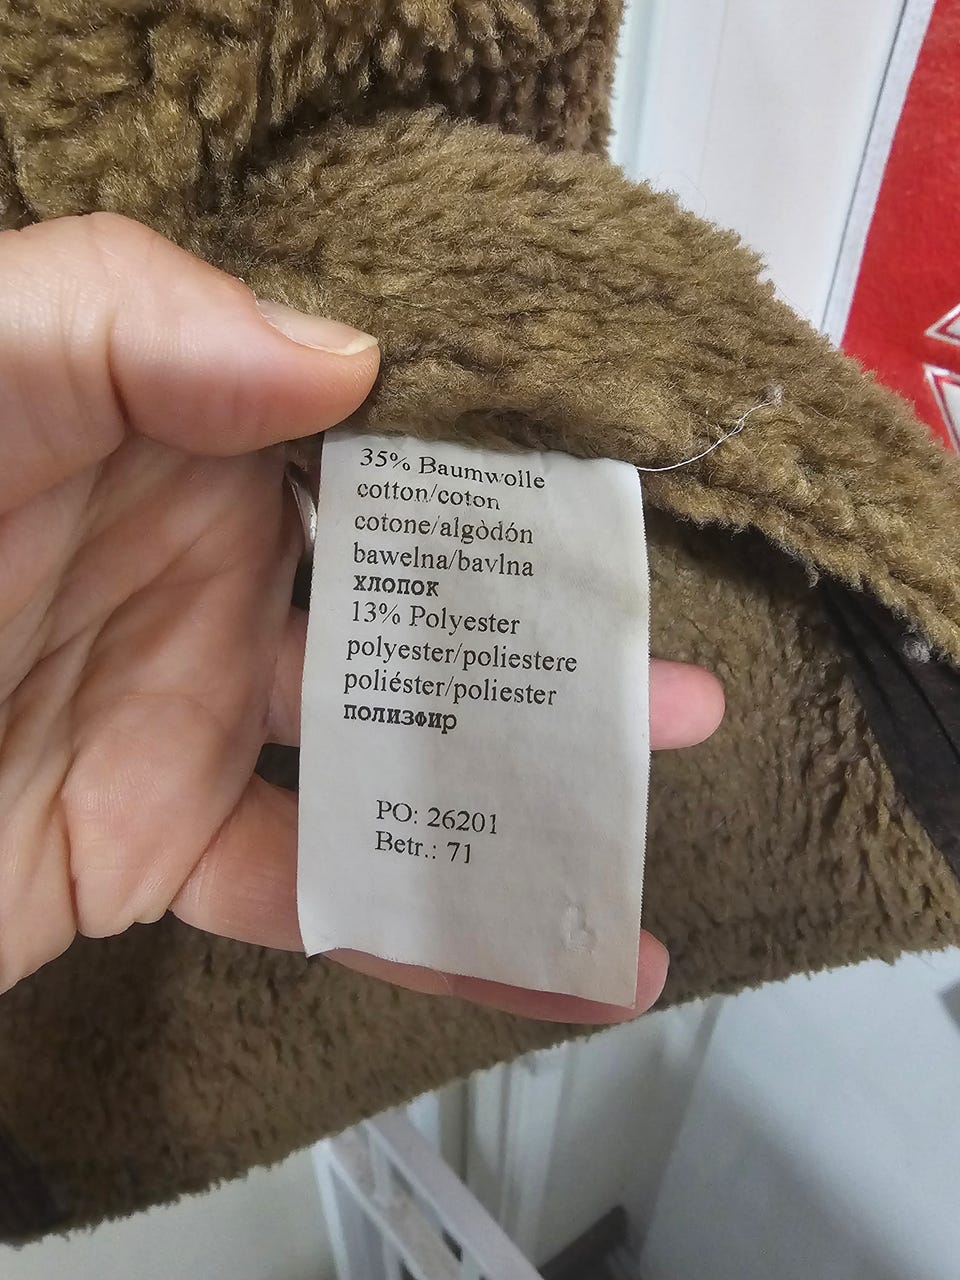 35% Baumwolle
cotton/coton
cotone/algòdón
bawelna/bavlna
хлопок
13% Polyester
polyester/poliestere
poliéster/poliester
полизфир
PO: 26201
Betr.: 71